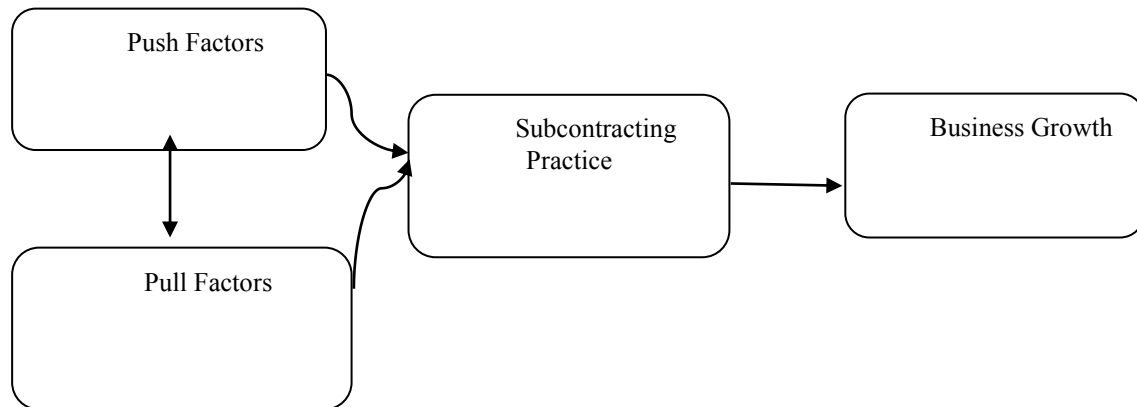 Push Factors
Subcontracting
Practice
Business Growth
Pull Factors